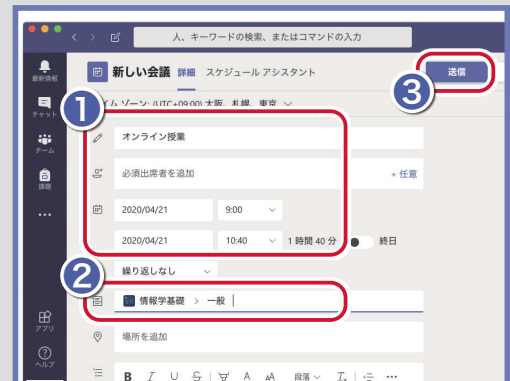 人、キーワードの検索、またはコマンドの入力
最新情報
新しい会議 詳細 スケジュール アシスタント
送信
3
チャット
1
イム ゾーン: (UTC+09:00) 大阪、札幌、東京
チーム
オンライン授業
課題
必須出席者を追加 + 任意
2020/04/21 9:00
2020/04/21 10:40 1 時間 40 分 終日
2
繰り返しなし
情報学基礎 > 一般
アプリ
場所を追加
ヘルプ
B I U S A A 段落 I